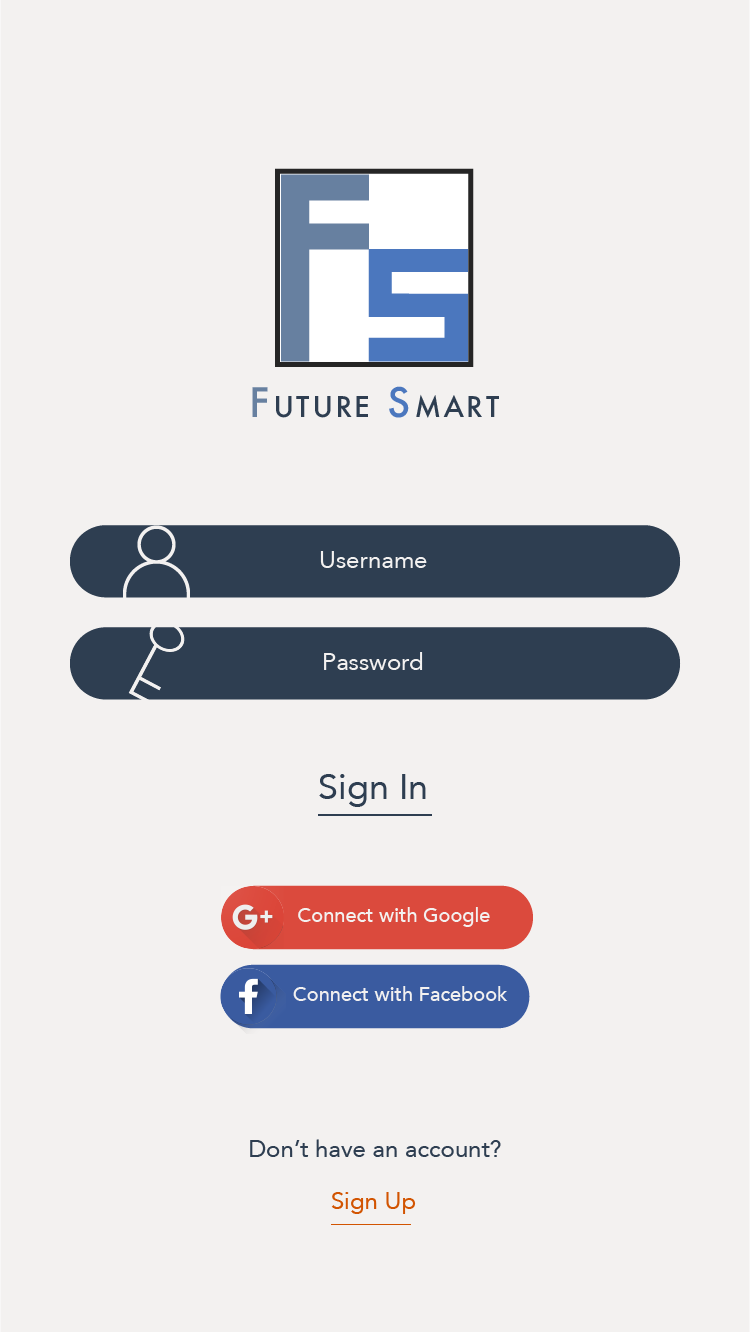 FS
FUTURE SMART
Username
Password
Sign In
G+ Connect with Google
f Connect with Facebook
Don’t have an account?
Sign Up